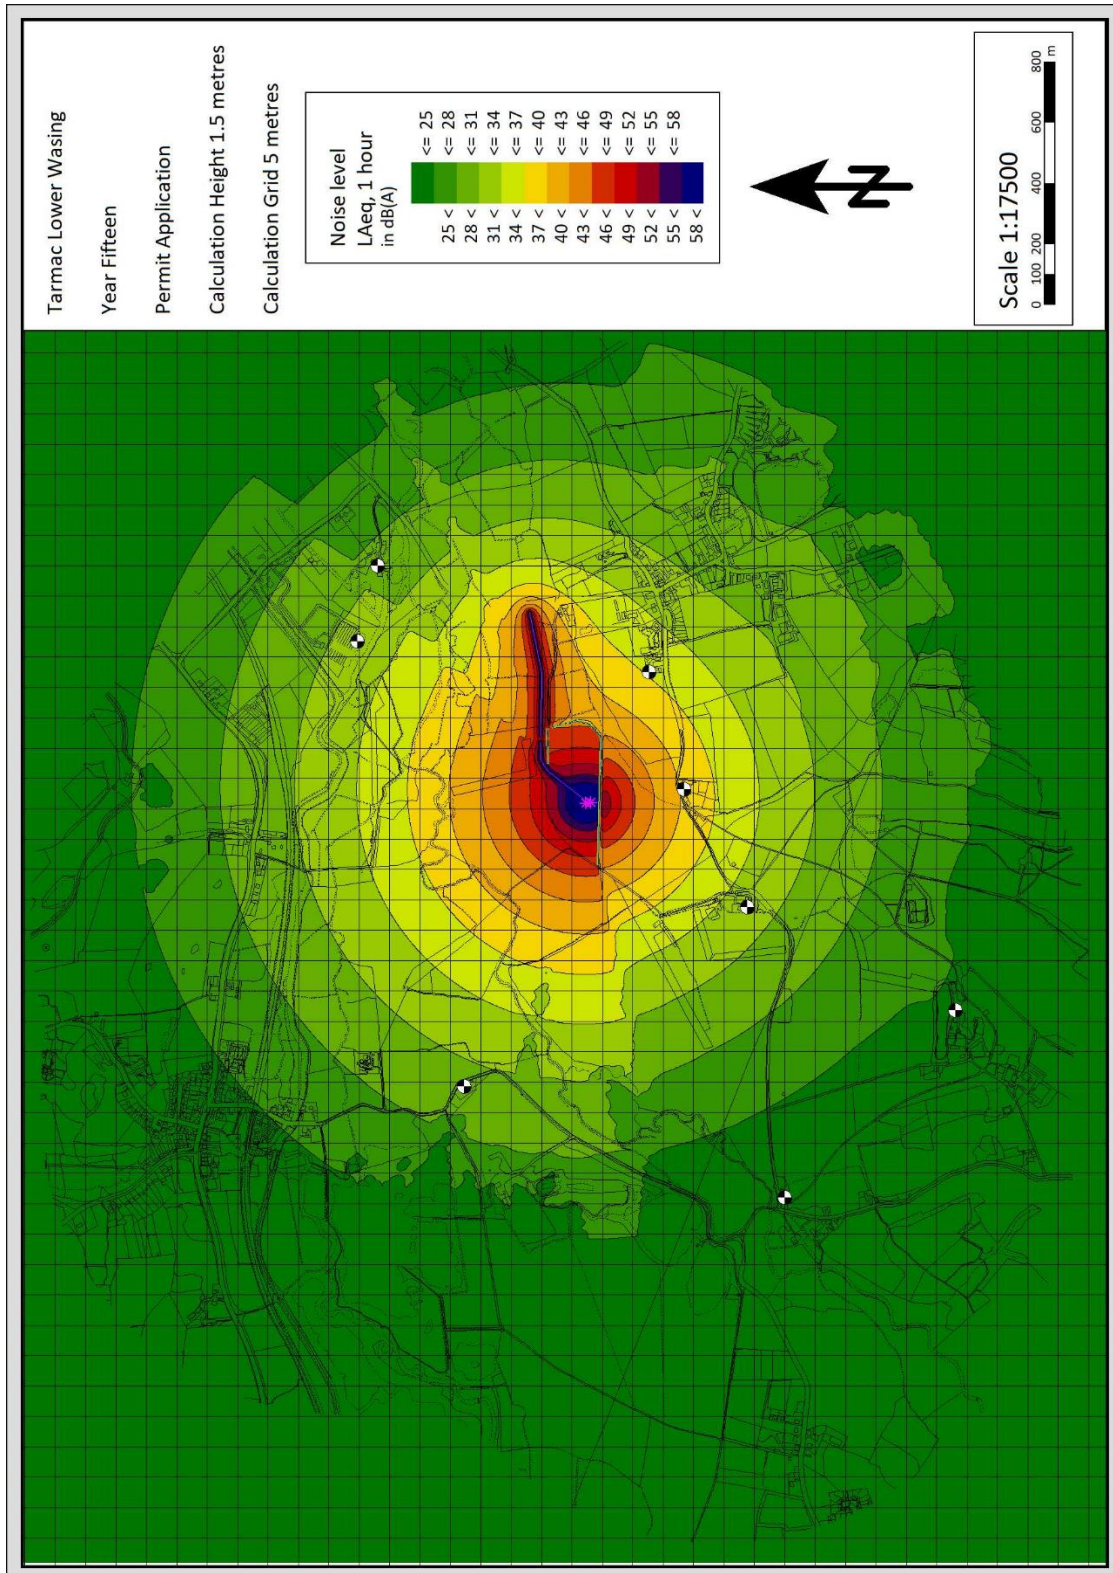 Tarmac Lower Wasing
Year Fifteen
Permit Application
Calculation Height 1.5 metres
Calculation Grid 5 metres
Noise level
LAeq, 1 hour
in dB(A)
<= 25
25 < <= 28
28 < <= 31
31 < <= 34
34 < <= 37
37 < <= 40
40 < <= 43
43 < <= 46
46 < <= 49
49 < <= 52
52 < <= 55
55 < <= 58
58 <
N
Scale 1:17500
0 100 200 400 600 800
m